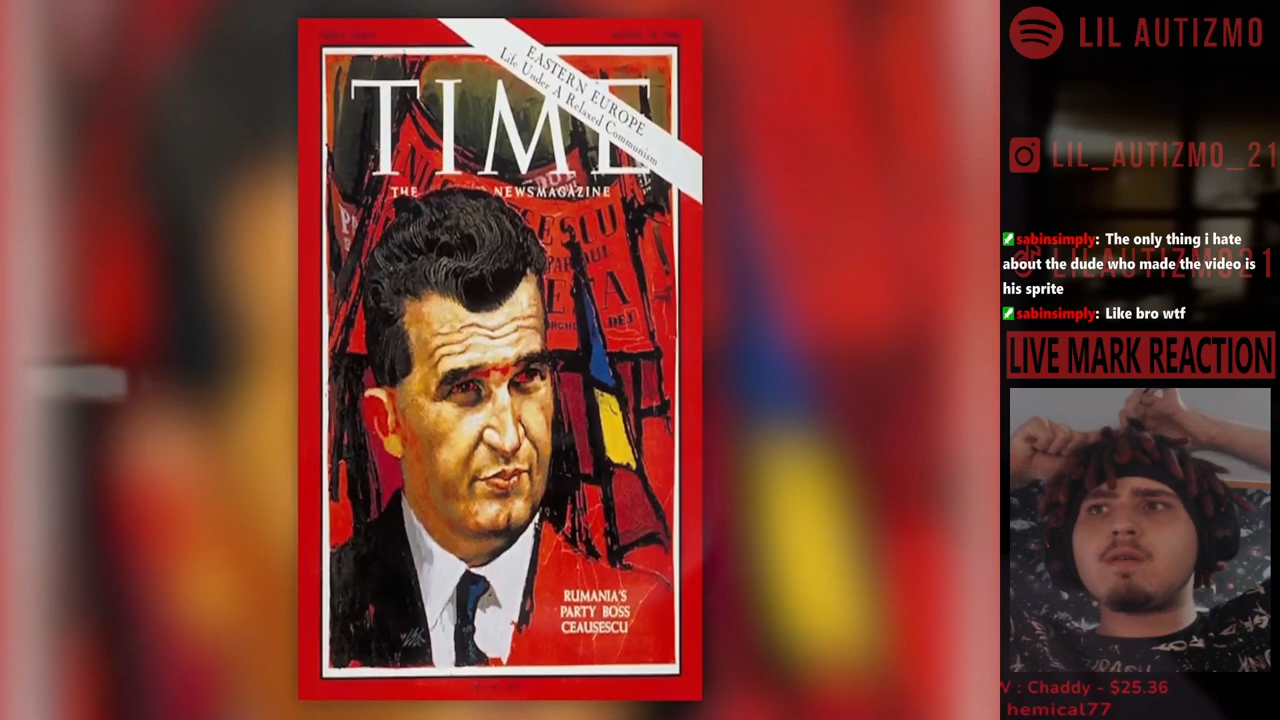 EASTERN EUROPE
Life Under A Relaxed Communism
TIME
THE NEWSMAGAZINE
RUMANIA'S
PARTY BOSS
CEAUSESCU
LIL AUTIZMO
LIL_AUTIZMO_21
sabinsimply: The only thing i hate
about the dude who made the video is
his sprite
sabinsimply: Like bro wtf
LIVE MARK REACTION
: Chaddy - $25.36
hemical77